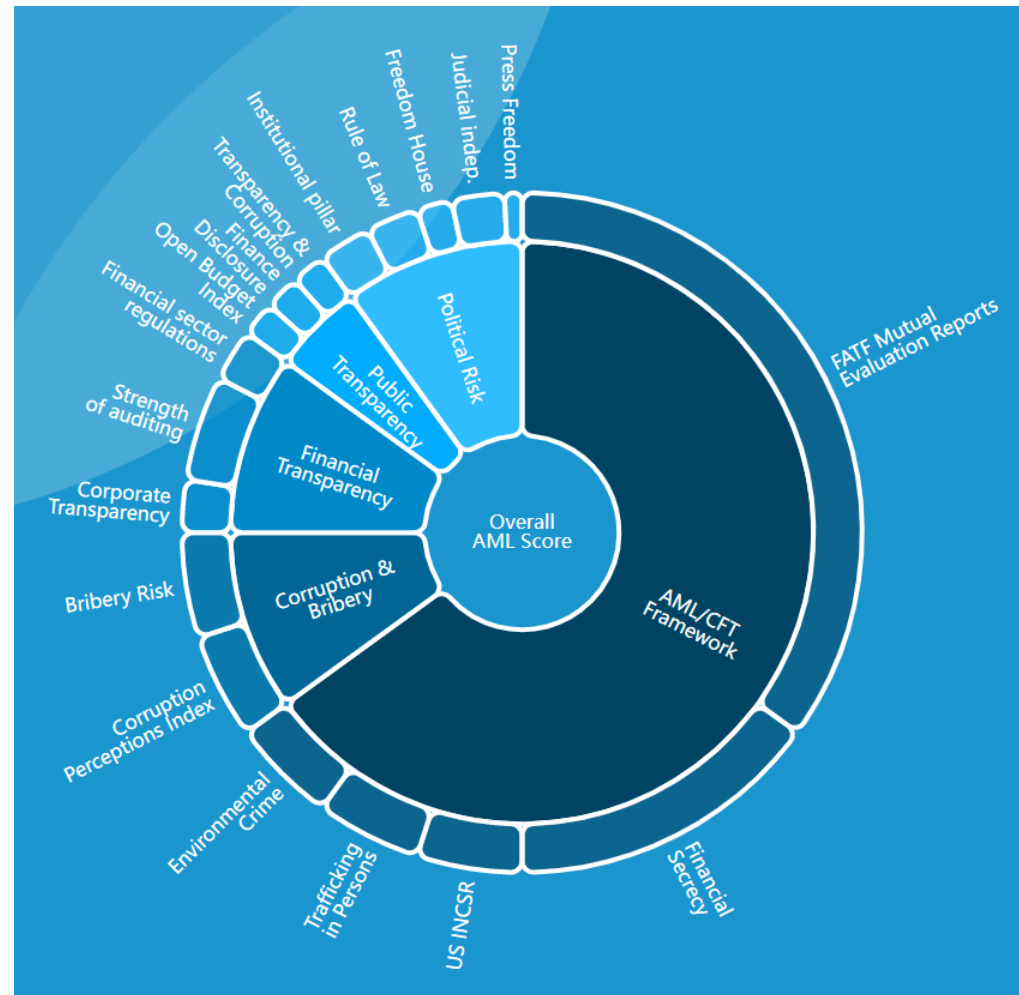 Press Freedom
Judicial indep.
Freedom House
Rule of Law
Institutional pillar
Transparency &
Corruption
Finance
Disclosure
Open Budget
Index
Financial sector
regulations
Strength
of auditing
Corporate
Transparency
Bribery Risk
Corruption
Perceptions Index
Environmental
Crime
Trafficking
in Persons
US INCSR
Financial
Secrecy
FATF Mutual
Evaluation Reports
Political Risk
Public
Transparency
Financial
Transparency
Corruption &
Bribery
AML/CFT
Framework
Overall
AML Score